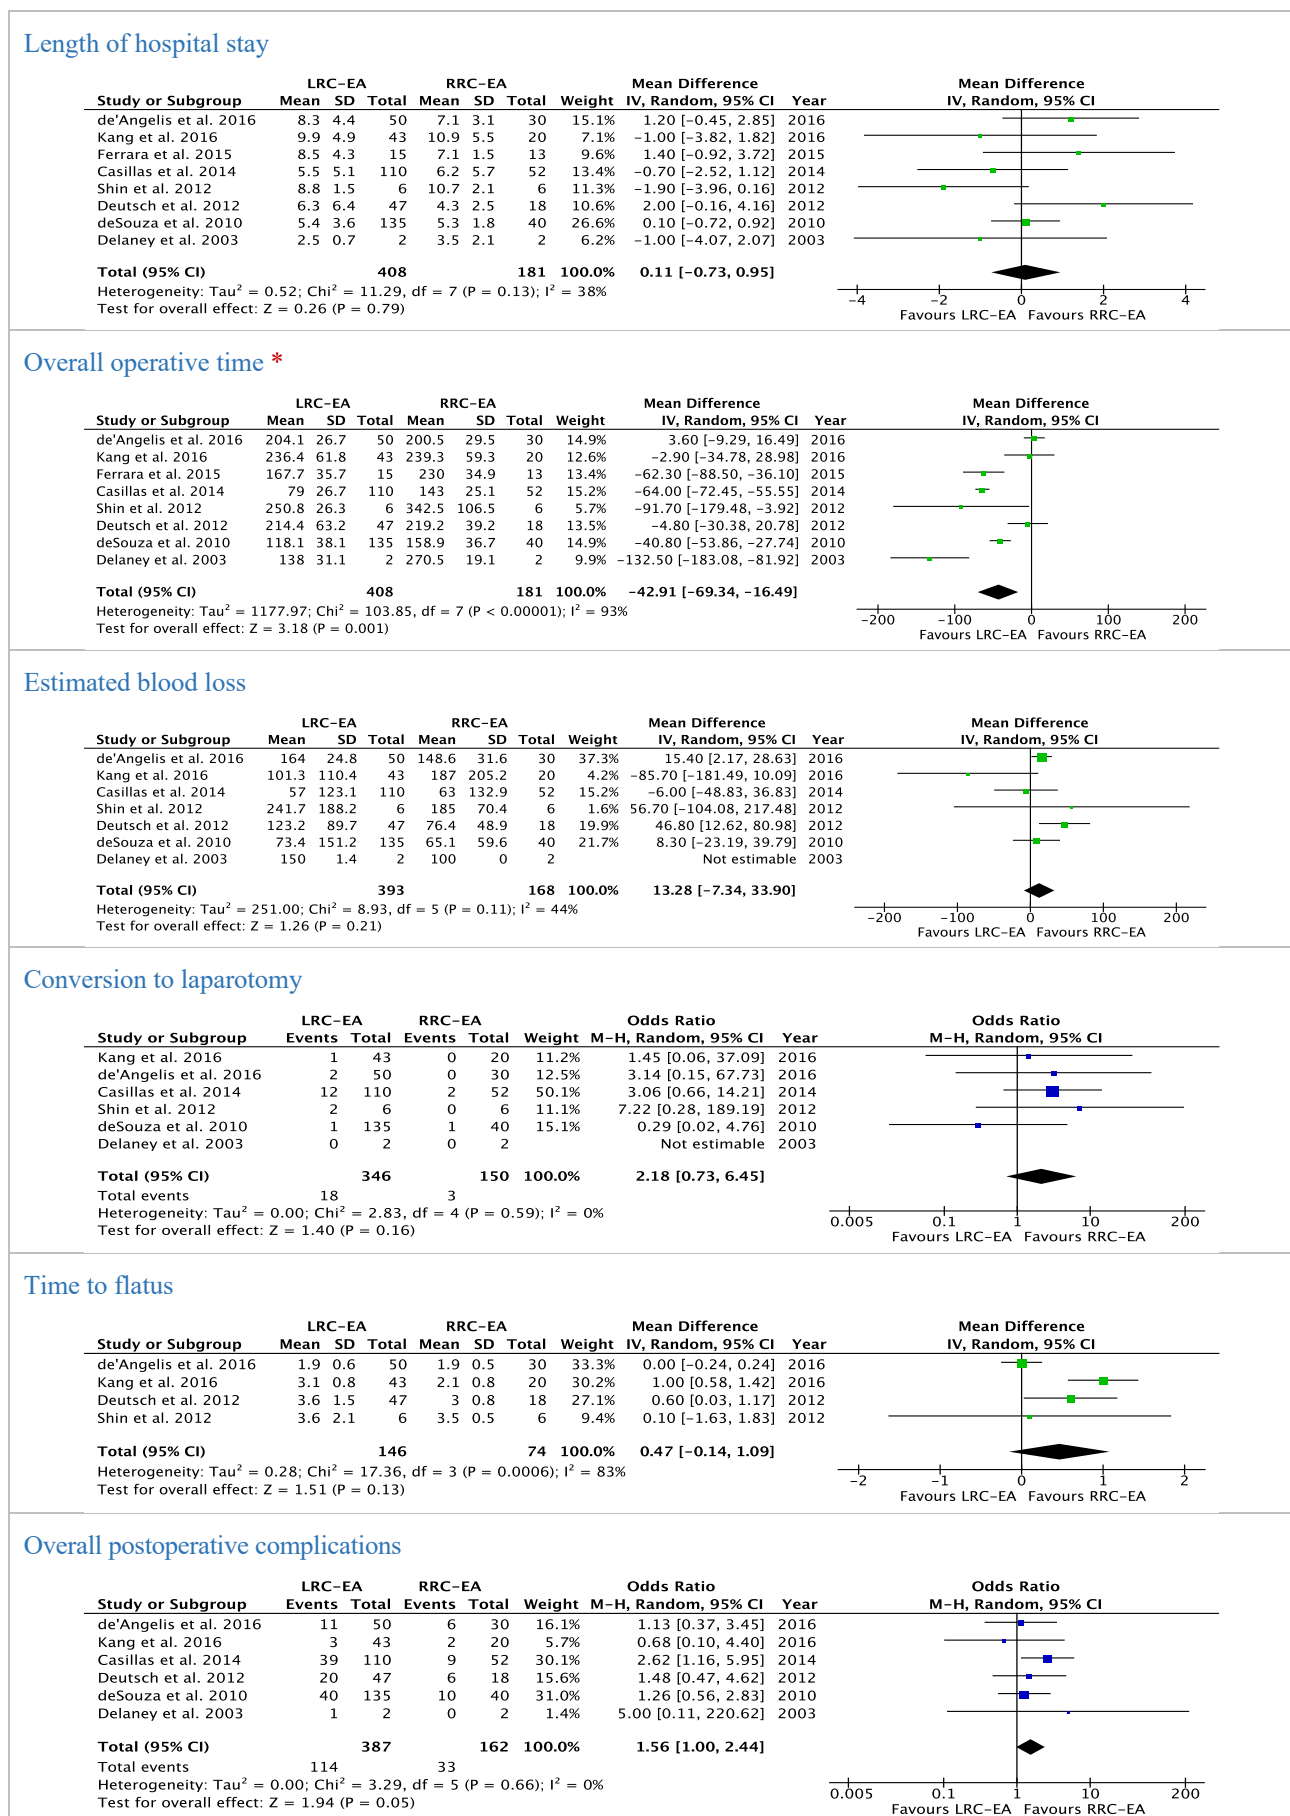 Length of hospital stay
LRC-EA RRC-EA Mean Difference Mean Difference
Study or Subgroup Mean SD Total Mean SD Total Weight IV, Random, 95% CI Year IV, Random, 95% CI
de'Angelis et al. 2016 8.3 4.4 50 7.1 3.1 30 15.1% 1.20 [-0.45, 2.85] 2016
Kang et al. 2016 9.9 4.9 43 10.9 5.5 20 7.1% -1.00 [-3.82, 1.82] 2016
Ferrara et al. 2015 8.5 4.3 15 7.1 1.5 13 9.6% 1.40 [-0.92, 3.72] 2015
Casillas et al. 2014 5.5 5.1 110 6.2 5.7 52 13.4% -0.70 [-2.52, 1.12] 2014
Shin et al. 2012 8.8 1.5 6 10.7 2.1 6 11.3% -1.90 [-3.96, 0.16] 2012
Deutsch et al. 2012 6.3 6.4 47 4.3 2.5 18 10.6% 2.00 [-0.16, 4.16] 2012
deSouza et al. 2010 5.4 3.6 135 5.3 1.8 40 26.6% 0.10 [-0.72, 0.92] 2010
Delaney et al. 2003 2.5 0.7 2 3.5 2.1 2 6.2% -1.00 [-4.07, 2.07] 2003
Total (95% CI) 408 181 100.0% 0.11 [-0.73, 0.95]
Heterogeneity: Tau² = 0.52; Chi² = 11.29, df = 7 (P = 0.13); I² = 38%
Test for overall effect: Z = 0.26 (P = 0.79)
-4 -2 0 2 4
Favours LRC-EA Favours RRC-EA
Overall operative time *
LRC-EA RRC-EA Mean Difference Mean Difference
Study or Subgroup Mean SD Total Mean SD Total Weight IV, Random, 95% CI Year IV, Random, 95% CI
de'Angelis et al. 2016 204.1 26.7 50 200.5 29.5 30 14.9% 3.60 [-9.29, 16.49] 2016
Kang et al. 2016 236.4 61.8 43 239.3 59.3 20 12.6% -2.90 [-34.78, 28.98] 2016
Ferrara et al. 2015 167.7 35.7 15 230 34.9 13 13.4% -62.30 [-88.50, -36.10] 2015
Casillas et al. 2014 79 26.7 110 143 25.1 52 15.2% -64.00 [-72.45, -55.55] 2014
Shin et al. 2012 250.8 26.3 6 342.5 106.5 6 5.7% -91.70 [-179.48, -3.92] 2012
Deutsch et al. 2012 214.4 63.2 47 219.2 39.2 18 13.5% -4.80 [-30.38, 20.78] 2012
deSouza et al. 2010 118.1 38.1 135 158.9 36.7 40 14.9% -40.80 [-53.86, -27.74] 2010
Delaney et al. 2003 138 31.1 2 270.5 19.1 2 9.9% -132.50 [-183.08, -81.92] 2003
Total (95% CI) 408 181 100.0% -42.91 [-69.34, -16.49]
Heterogeneity: Tau² = 1177.97; Chi² = 103.85, df = 7 (P < 0.00001); I² = 93%
Test for overall effect: Z = 3.18 (P = 0.001)
-200 -100 0 100 200
Favours LRC-EA Favours RRC-EA
Estimated blood loss
LRC-EA RRC-EA Mean Difference Mean Difference
Study or Subgroup Mean SD Total Mean SD Total Weight IV, Random, 95% CI Year IV, Random, 95% CI
de'Angelis et al. 2016 164 24.8 50 148.6 31.6 30 37.3% 15.40 [2.17, 28.63] 2016
Kang et al. 2016 101.3 110.4 43 187 205.2 20 4.2% -85.70 [-181.49, 10.09] 2016
Casillas et al. 2014 57 123.1 110 63 132.9 52 15.2% -6.00 [-48.83, 36.83] 2014
Shin et al. 2012 241.7 188.2 6 185 70.4 6 1.6% 56.70 [-104.08, 217.48] 2012
Deutsch et al. 2012 123.2 89.7 47 76.4 48.9 18 19.9% 46.80 [12.62, 80.98] 2012
deSouza et al. 2010 73.4 151.2 135 65.1 59.6 40 21.7% 8.30 [-23.19, 39.79] 2010
Delaney et al. 2003 150 1.4 2 100 0 2 Not estimable 2003
Total (95% CI) 393 168 100.0% 13.28 [-7.34, 33.90]
Heterogeneity: Tau² = 251.00; Chi² = 8.93, df = 5 (P = 0.11); I² = 44%
Test for overall effect: Z = 1.26 (P = 0.21)
-200 -100 0 100 200
Favours LRC-EA Favours RRC-EA
Conversion to laparotomy
LRC-EA RRC-EA Odds Ratio Odds Ratio
Study or Subgroup Events Total Events Total Weight M-H, Random, 95% CI Year M-H, Random, 95% CI
Kang et al. 2016 1 43 0 20 11.2% 1.45 [0.06, 37.09] 2016
de'Angelis et al. 2016 2 50 0 30 12.5% 3.14 [0.15, 67.73] 2016
Casillas et al. 2014 12 110 2 52 50.1% 3.06 [0.66, 14.21] 2014
Shin et al. 2012 2 6 0 6 11.1% 7.22 [0.28, 189.19] 2012
deSouza et al. 2010 1 135 1 40 15.1% 0.29 [0.02, 4.76] 2010
Delaney et al. 2003 0 2 0 2 Not estimable 2003
Total (95% CI) 346 150 100.0% 2.18 [0.73, 6.45]
Total events 18 3
Heterogeneity: Tau² = 0.00; Chi² = 2.83, df = 4 (P = 0.59); I² = 0%
Test for overall effect: Z = 1.40 (P = 0.16)
0.005 0.1 1 10 200
Favours LRC-EA Favours RRC-EA
Time to flatus
LRC-EA RRC-EA Mean Difference Mean Difference
Study or Subgroup Mean SD Total Mean SD Total Weight IV, Random, 95% CI Year IV, Random, 95% CI
de'Angelis et al. 2016 1.9 0.6 50 1.9 0.5 30 33.3% 0.00 [-0.24, 0.24] 2016
Kang et al. 2016 3.1 0.8 43 2.1 0.8 20 30.2% 1.00 [0.58, 1.42] 2016
Deutsch et al. 2012 3.6 1.5 47 3 0.8 18 27.1% 0.60 [0.03, 1.17] 2012
Shin et al. 2012 3.6 2.1 6 3.5 0.5 6 9.4% 0.10 [-1.63, 1.83] 2012
Total (95% CI) 146 74 100.0% 0.47 [-0.14, 1.09]
Heterogeneity: Tau² = 0.28; Chi² = 17.36, df = 3 (P = 0.0006); I² = 83%
Test for overall effect: Z = 1.51 (P = 0.13)
-2 -1 0 1 2
Favours LRC-EA Favours RRC-EA
Overall postoperative complications
LRC-EA RRC-EA Odds Ratio Odds Ratio
Study or Subgroup Events Total Events Total Weight M-H, Random, 95% CI Year M-H, Random, 95% CI
de'Angelis et al. 2016 11 50 6 30 16.1% 1.13 [0.37, 3.45] 2016
Kang et al. 2016 3 43 2 20 5.7% 0.68 [0.10, 4.40] 2016
Casillas et al. 2014 39 110 9 52 30.1% 2.62 [1.16, 5.95] 2014
Deutsch et al. 2012 20 47 6 18 15.6% 1.48 [0.47, 4.62] 2012
deSouza et al. 2010 40 135 10 40 31.0% 1.26 [0.56, 2.83] 2010
Delaney et al. 2003 1 2 0 2 1.4% 5.00 [0.11, 220.62] 2003
Total (95% CI) 387 162 100.0% 1.56 [1.00, 2.44]
Total events 114 33
Heterogeneity: Tau² = 0.00; Chi² = 3.29, df = 5 (P = 0.66); I² = 0%
Test for overall effect: Z = 1.94 (P = 0.05)
0.005 0.1 1 10 200
Favours LRC-EA Favours RRC-EA